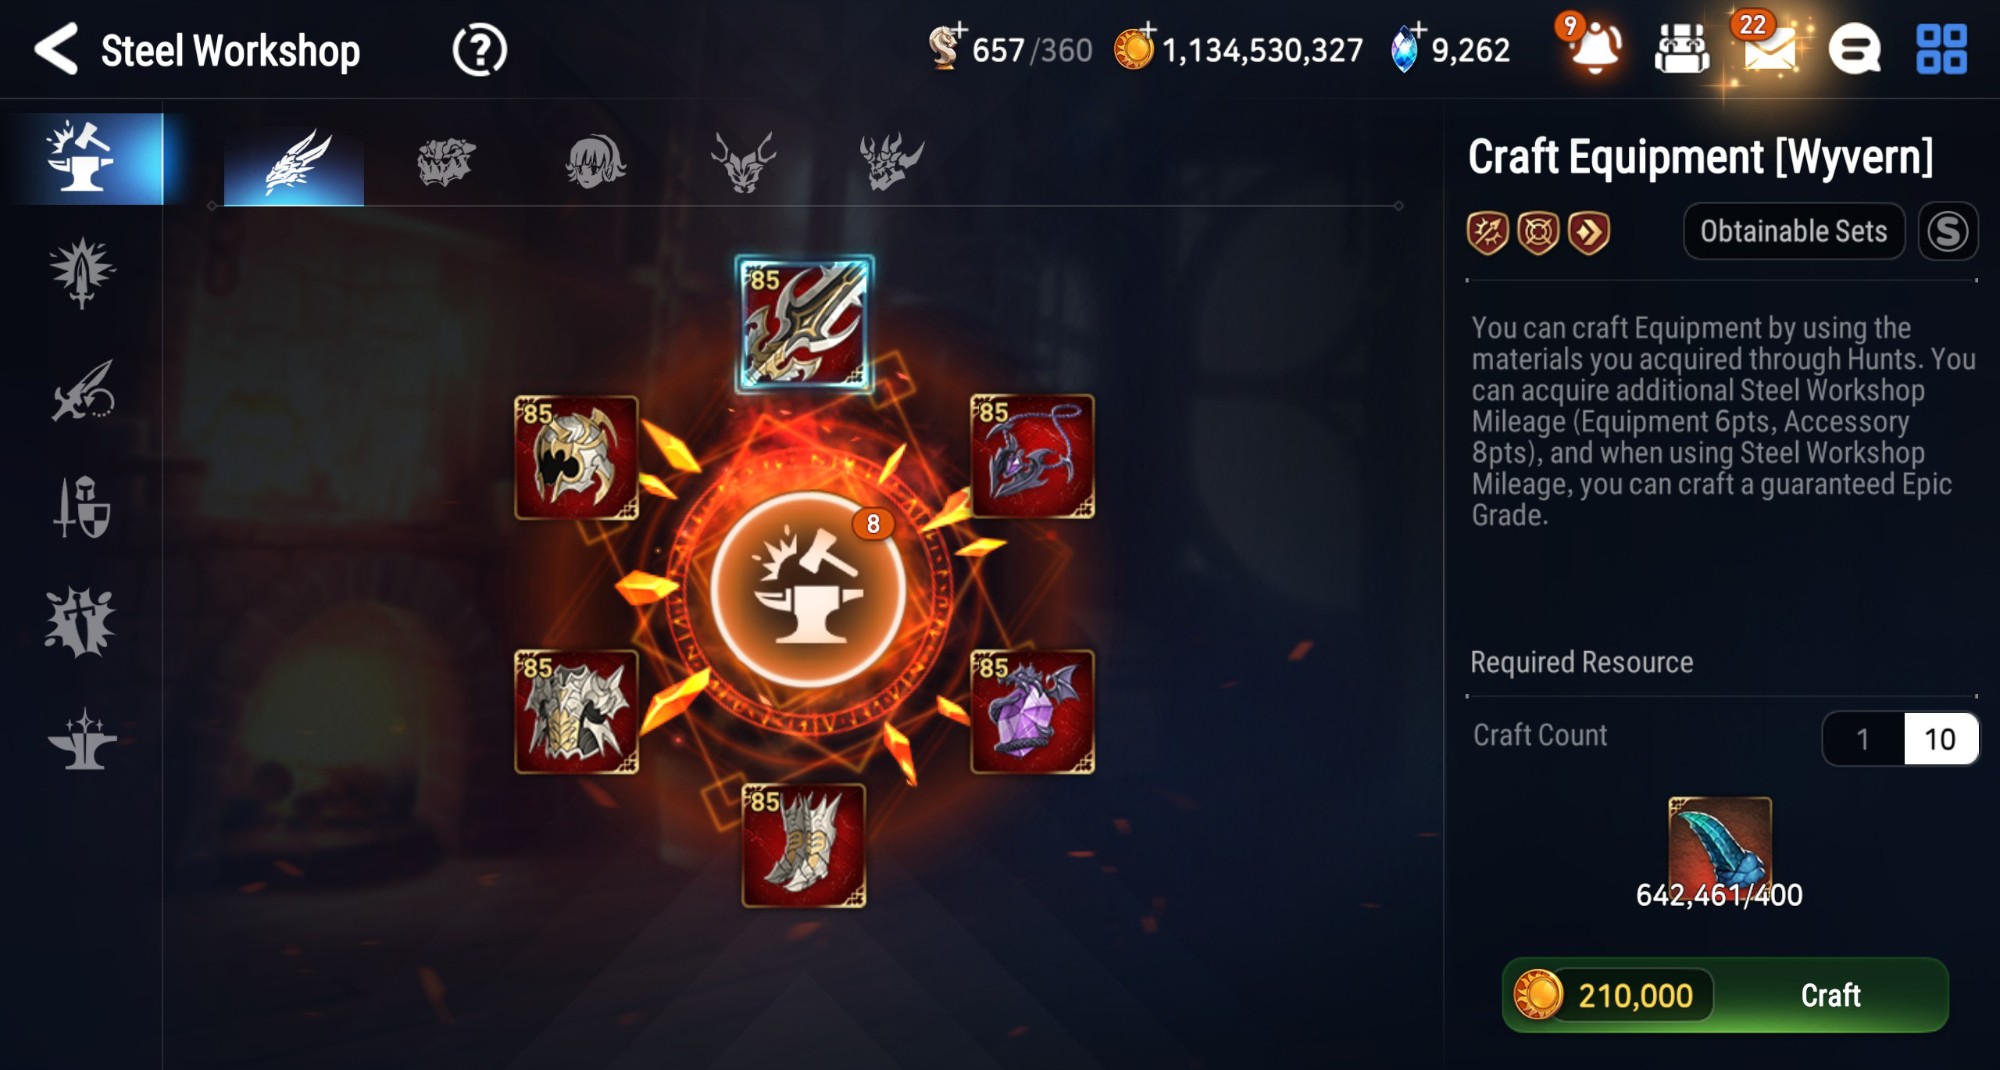 Steel Workshop
?
657/360
1,134,530,327
9,262
9
22
Craft Equipment [Wyvern]
Obtainable Sets
S
You can craft Equipment by using the
materials you acquired through Hunts. You
can acquire additional Steel Workshop
Mileage (Equipment 6pts, Accessory
8pts), and when using Steel Workshop
Mileage, you can craft a guaranteed Epic
Grade.
85
85
85
8
85
85
85
Required Resource
Craft Count
1
10
642,461/400
210,000
Craft